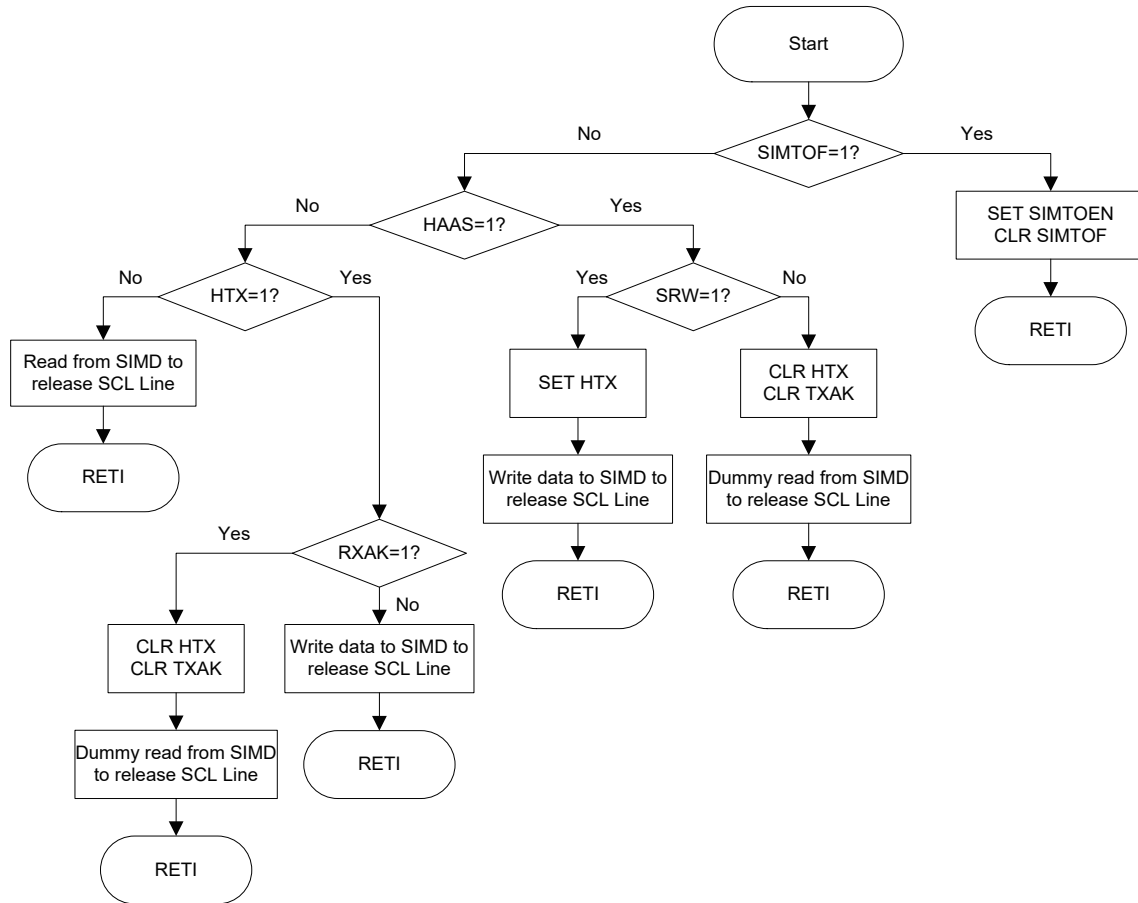 Start
No
Yes
SIMTOF=1?
No
Yes
HAAS=1?
SET SIMTOEN
CLR SIMTOF
No
Yes
HTX=1?
Yes
No
SRW=1?
RETI
Read from SIMD to
release SCL Line
SET HTX
CLR HTX
CLR TXAK
RETI
Write data to SIMD to
release SCL Line
Dummy read from SIMD
to release SCL Line
Yes
RXAK=1?
RETI
RETI
No
CLR HTX
CLR TXAK
Write data to SIMD to
release SCL Line
Dummy read from SIMD
to release SCL Line
RETI
RETI